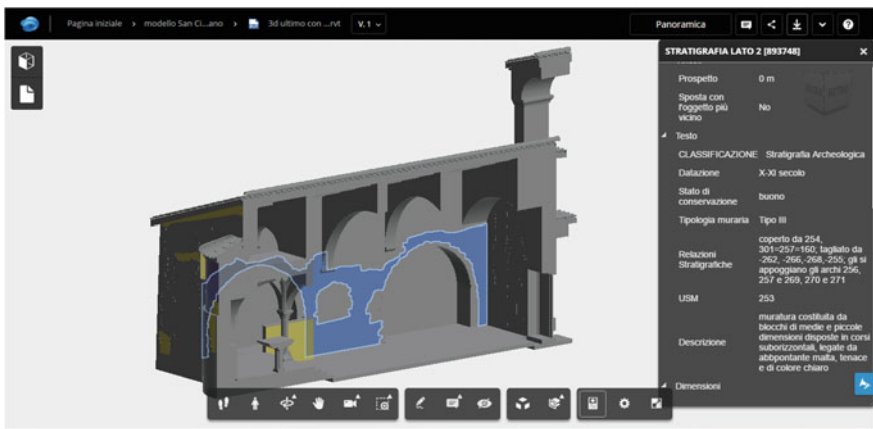 Pagina iniziale › modello San Ci...ano › 3d ultimo con ...rvt V.1
Panoramica
STRATIGRAFIA LATO 2 [893748] ×
Prospetto 0 m
Sposta con
l'oggetto più
vicino No
Testo
CLASSIFICAZIONE Stratigrafia Archeologica
Datazione X-XI secolo
Stato di
conservazione buono
Tipologia muraria Tipo III
Relazioni
Stratigrafiche
coperto da 254,
301=257=160; tagliato da
-262, -266,-268,-255; gli si
appoggiano gli archi 256,
257 e 269, 270 e 271
USM 253
Descrizione
muratura costituita da
blocchi di medie e piccole
dimensioni disposte in corsi
suborizzontali, legate da
abbpontante malta, tenace
e di colore chiaro
Dimensioni